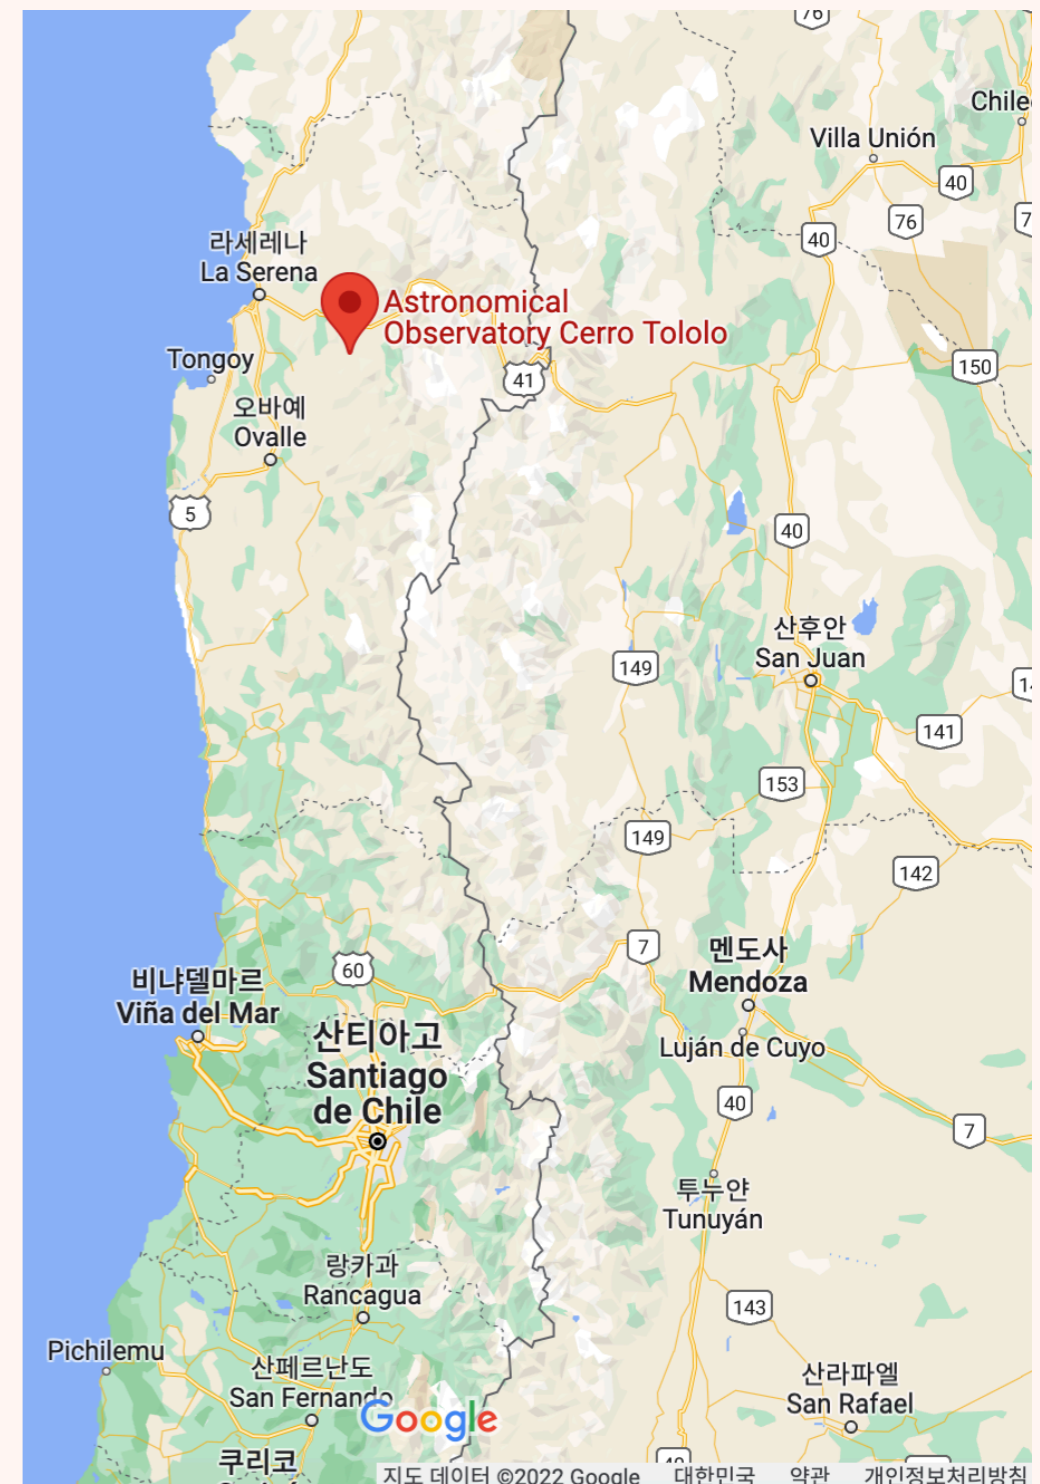 76
Chile
Villa Unión
40
76
7
40
라세레나
La Serena
Astronomical
Observatory Cerro Tololo
Tongoy
41
150
오바예
Ovalle
5
40
산후안
San Juan
149
14
141
153
149
142
7
멘도사
Mendoza
60
비냐델마르
Viña del Mar
산티아고
Santiago
de Chile
Luján de Cuyo
40
7
투누얀
Tunuyán
랑카과
Rancagua
143
Pichilemu
산페르난도
San Fernando
산라파엘
San Rafael
Google
쿠리코
40
지도 데이터 ©2022 Google 대한민국 약관 개인정보처리방침